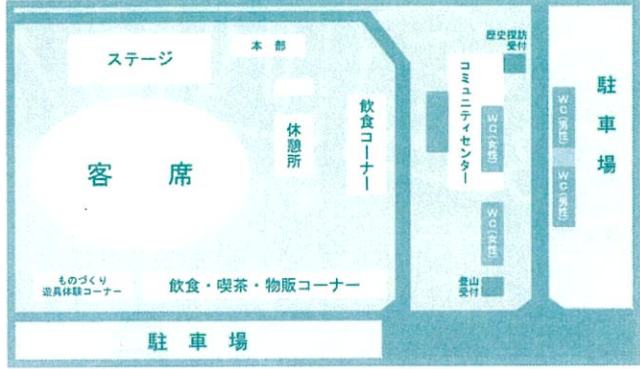 ステージ
本部
歴史探訪
受付
コミュニティセンター
飲食コーナー
休憩所
客席
WC(女性)
WC(男性)
WC(男性)
駐車場
WC(女性)
ものづくり
遊具体験コーナー
飲食・喫茶・物販コーナー
登山
受付
駐車場